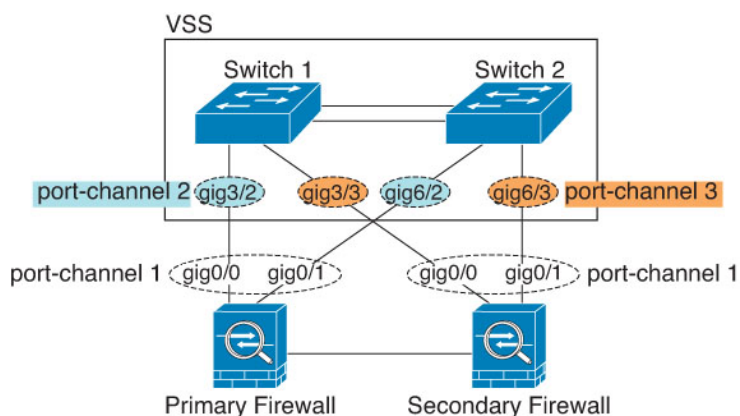 VSS
Switch 1 Switch 2
port-channel 2 gig3/2 gig3/3 gig6/2 gig6/3 port-channel 3
port-channel 1 gig0/0 gig0/1 gig0/0 gig0/1 port-channel 1
Primary Firewall Secondary Firewall